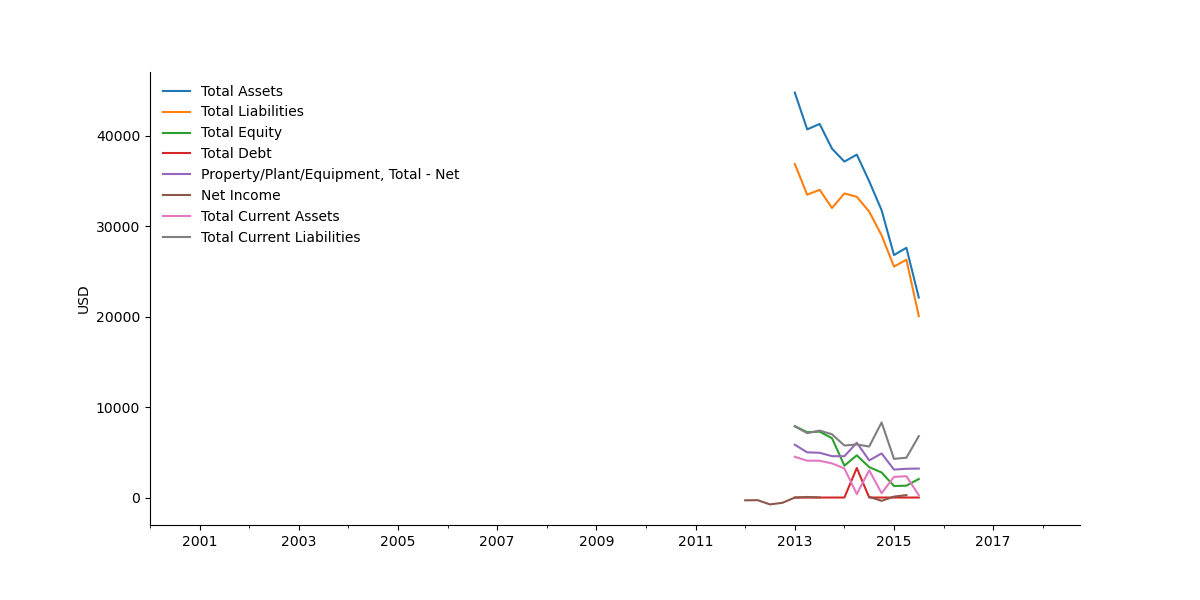 Total Assets
Total Liabilities
Total Equity
Total Debt
Property/Plant/Equipment, Total - Net
Net Income
Total Current Assets
Total Current Liabilities
USD
40000
30000
20000
10000
0
2001 2003 2005 2007 2009 2011 2013 2015 2017